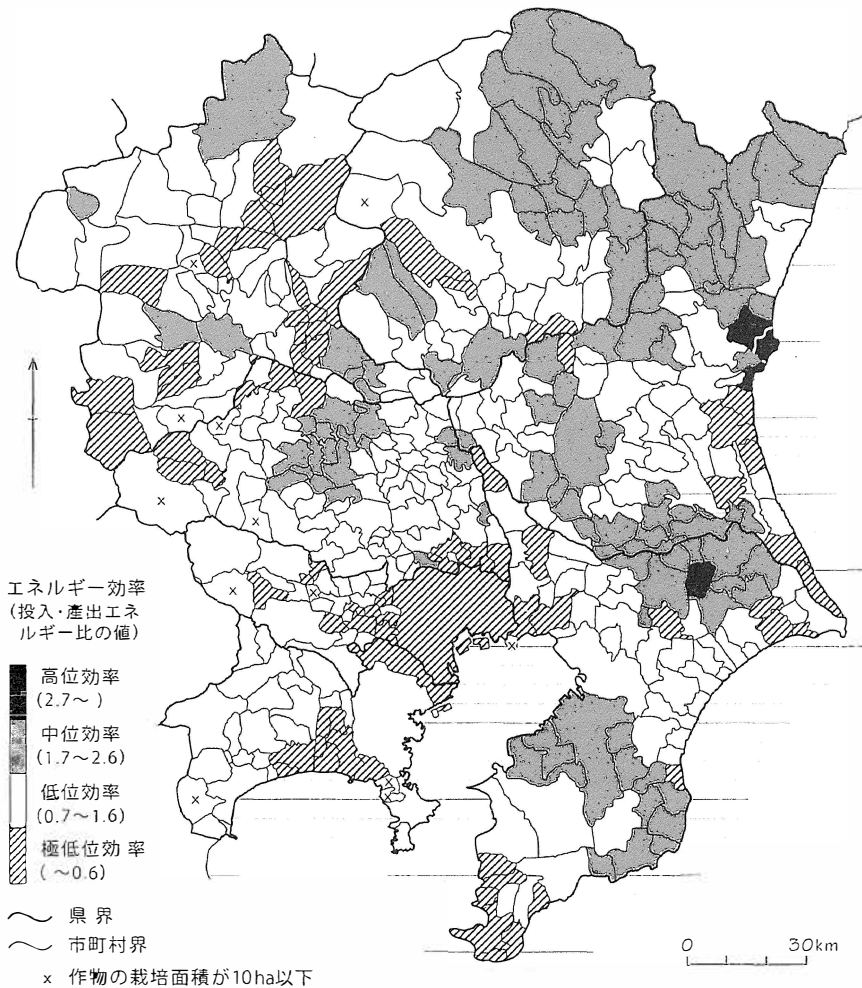 エネルギー効率
(投入・産出エネ
ルギー比の値)
高位効率
(2.7～ )
中位効率
(1.7～2.6)
低位効率
(0.7～1.6)
極低位効率
( ～0.6)
県界
市町村界
x 作物の栽培面積が10ha以下
0 30km